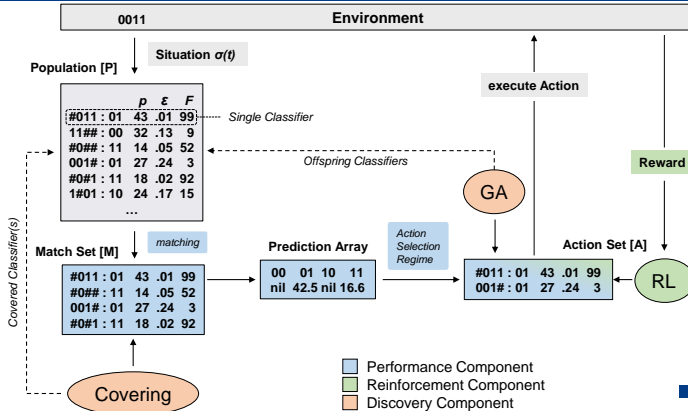 0011
Environment
Situation σ(t)
Population [P]
execute Action
p ε F
#011 : 01 43 .01 99
11## : 00 32 .13 9
#0## : 11 14 .05 52
001# : 01 27 .24 3
#0#1 : 11 18 .02 92
1#01 : 10 24 .17 15
...
Single Classifier
Offspring Classifiers
GA
Reward
Covered Classifier(s)
matching
Match Set [M]
#011 : 01 43 .01 99
#0## : 11 14 .05 52
001# : 01 27 .24 3
#0#1 : 11 18 .02 92
Prediction Array
00 01 10 11
nil 42.5 nil 16.6
Action
Selection
Regime
Action Set [A]
#011 : 01 43 .01 99
001# : 01 27 .24 3
RL
Covering
Performance Component
Reinforcement Component
Discovery Component